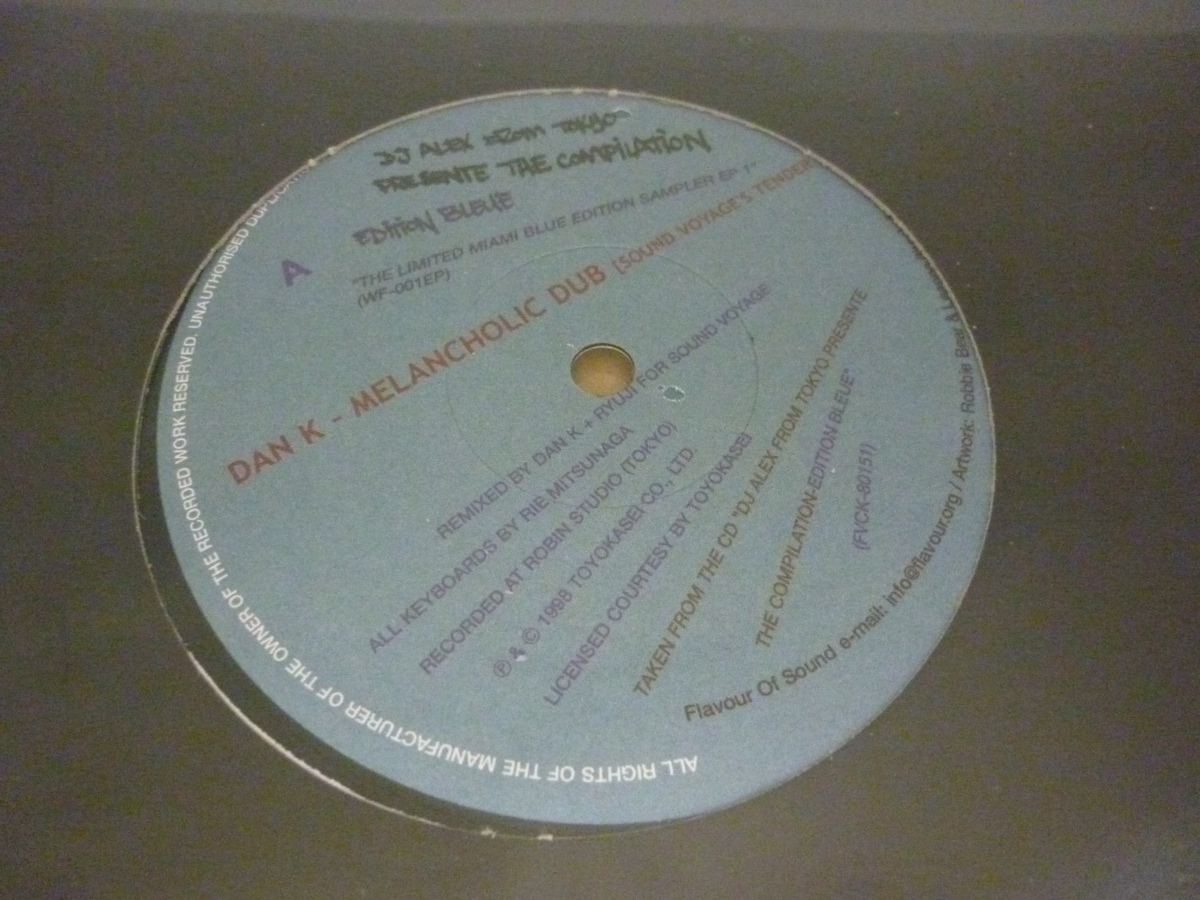 DJ ALEX FROM TOKYO
PRESENTE THE COMPILATION
EDITION BLEUE
A
"THE LIMITED MIAMI BLUE EDITION SAMPLER EP 1"
(WF-001EP)
DAN K - MELANCHOLIC DUB [SOUND VOYAGE'S TENDER
REMIXED BY DAN K + RYUJI FOR SOUND VOYAGE
ALL KEYBOARDS BY RIE MITSUNAGA
RECORDED AT ROBIN STUDIO (TOKYO)
℗ & © 1998 TOYOKASEI CO., LTD.
LICENSED COURTESY BY TOYOKASEI
TAKEN FROM THE CD "DJ ALEX FROM TOKYO PRESENTE
THE COMPILATION-EDITION BLEUE"
(FVCK-80151)
Flavour Of Sound e-mail: info@flavour.org / Artwork: Robbie Bear
ALL RIGHTS OF THE MANUFACTURER OF THE OWNER OF THE RECORDED WORK RESERVED. UNAUTHORISED